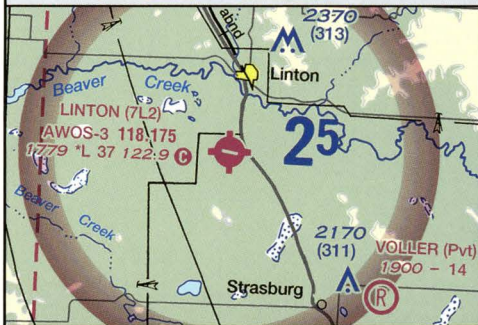 abnd
2370
(313)
Linton
Beaver Creek
LINTON (7L2)
AWOS-3 118.175
1779 *L 37 122.9 C
25
Beaver
Creek
2170
(311)
VOLLER (Pvt)
1900 - 14
Strasburg
R